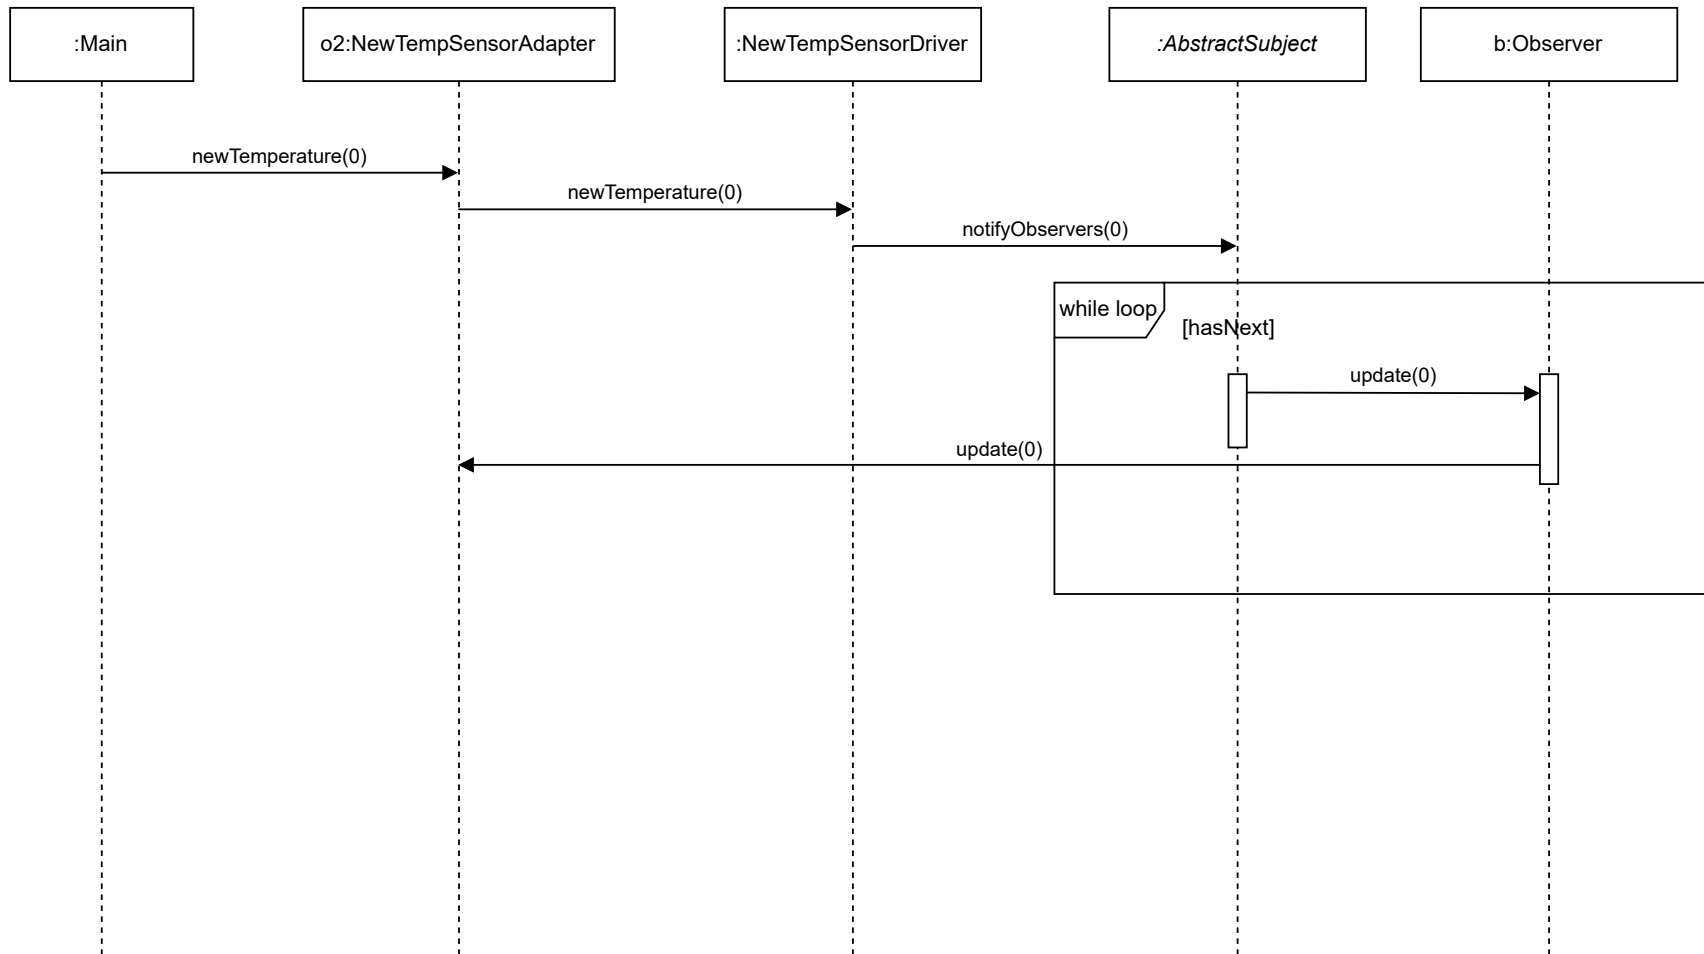 :Main
o2:NewTempSensorAdapter
:NewTempSensorDriver
:AbstractSubject
b:Observer
newTemperature(0)
newTemperature(0)
notifyObservers(0)
while loop
[hasNext]
update(0)
update(0)